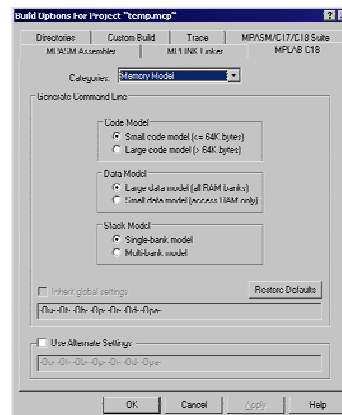 Build Options For Project "temp.mcp"
Directories Custom Build Trace MPASM/C17/C18 Suite
MPASM Assembler MPLINK Linker MPLAB C18
Categories: Memory Model
Generate Command Line
Code Model
Small code model (<= 64K bytes)
Large code model (> 64K bytes)
Data Model
Large data model (all RAM banks)
Small data model (access RAM only)
Stack Model
Single-bank model
Multi-bank model
Inherit global settings Restore Defaults
Use Alternate Settings
OK Cancel Apply Help